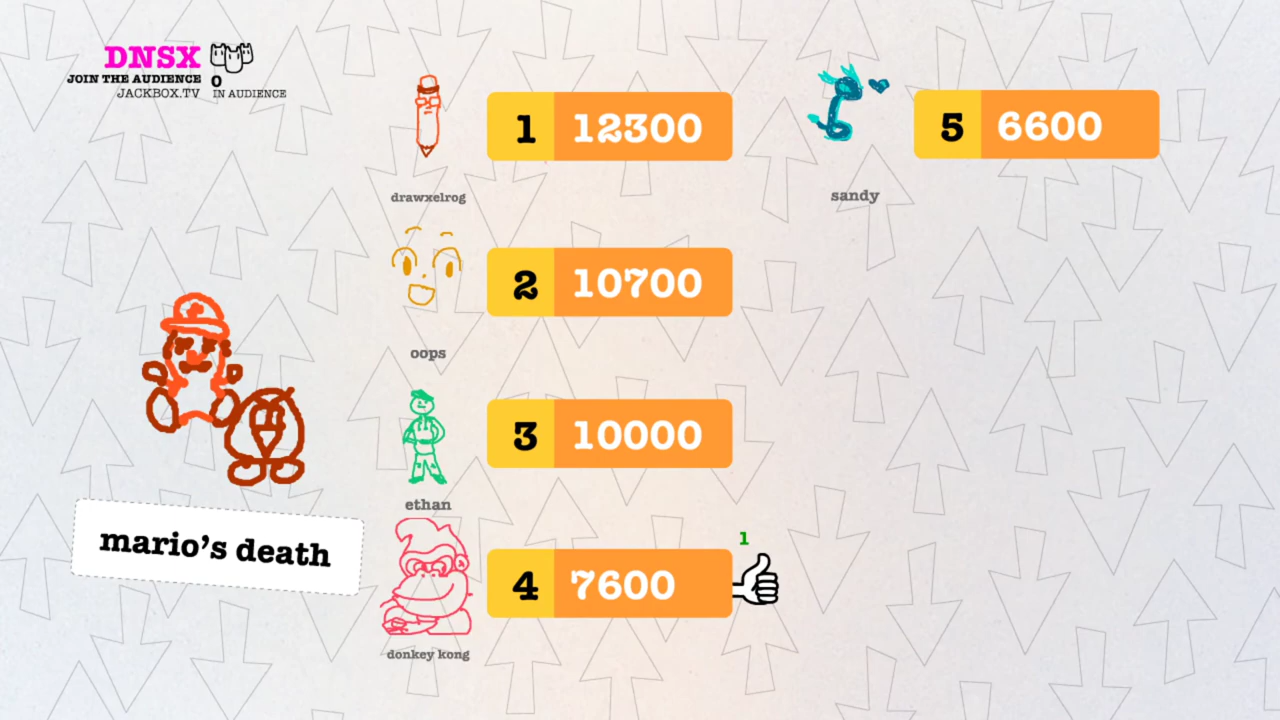 DNSX
JOIN THE AUDIENCE
JACKBOX.TV
0
IN AUDIENCE
mario's death
1 12300
drawxelrog
2 10700
oops
3 10000
ethan
4 7600
1
donkey kong
5 6600
sandy